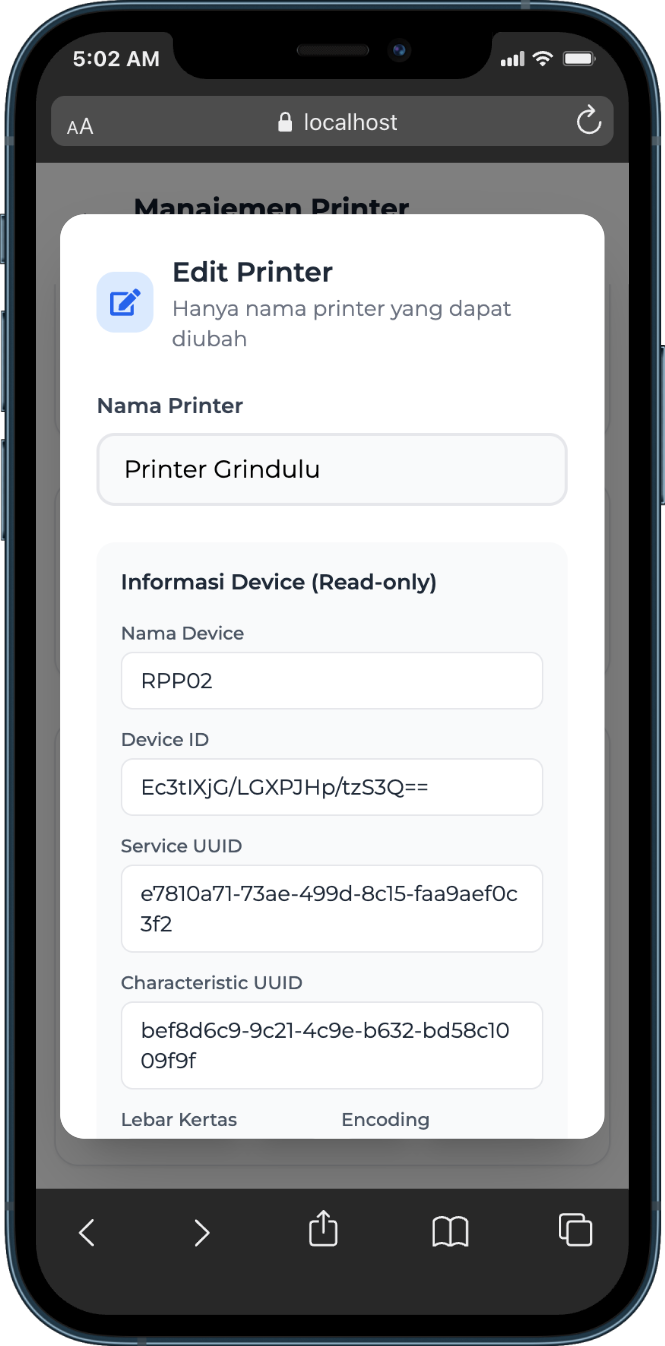 5:02 AM
AA
localhost
Manajemen Printer
Edit Printer
Hanya nama printer yang dapat
diubah
Nama Printer
Printer Grindulu
Informasi Device (Read-only)
Nama Device
RPP02
Device ID
Ec3tIXjG/LGXPJHp/tzS3Q==
Service UUID
e7810a71-73ae-499d-8c15-faa9aef0c
3f2
Characteristic UUID
bef8d6c9-9c21-4c9e-b632-bd58c10
09f9f
Lebar Kertas
Encoding